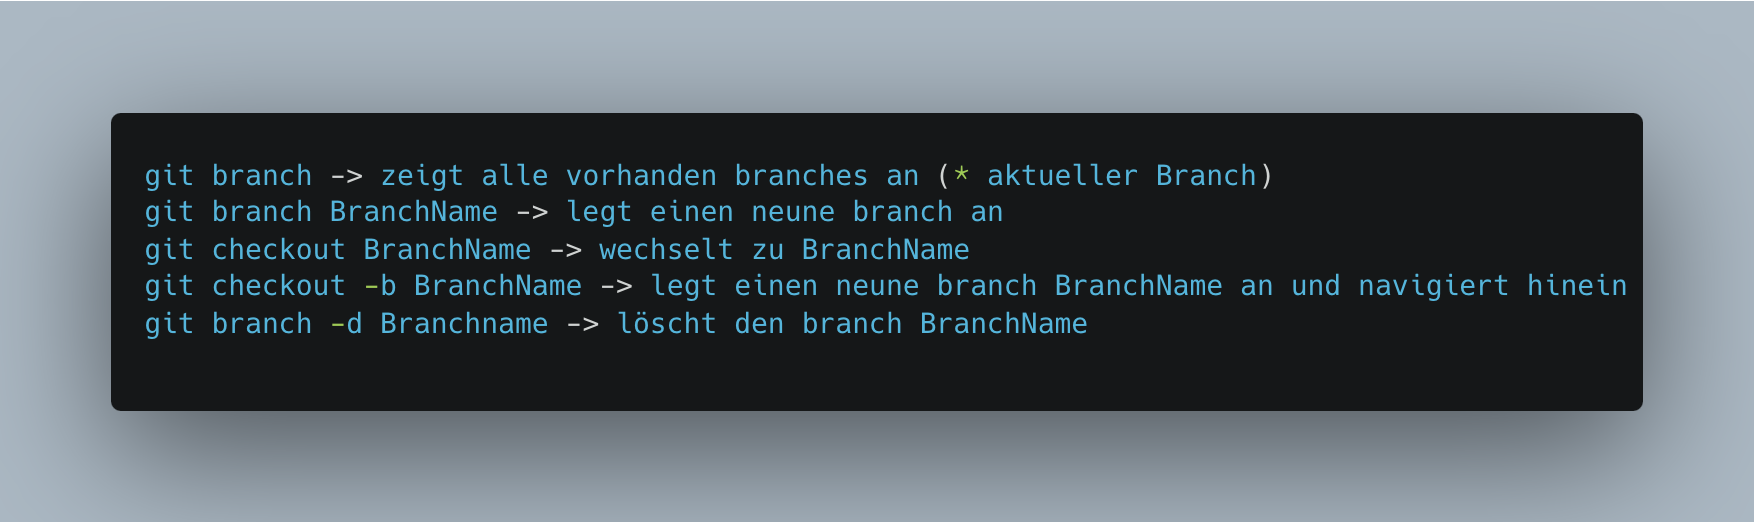 git branch -> zeigt alle vorhanden branches an (* aktueller Branch)
git branch BranchName -> legt einen neune branch an
git checkout BranchName -> wechselt zu BranchName
git checkout -b BranchName -> legt einen neune branch BranchName an und navigiert hinein
git branch -d Branchname -> löscht den branch BranchName